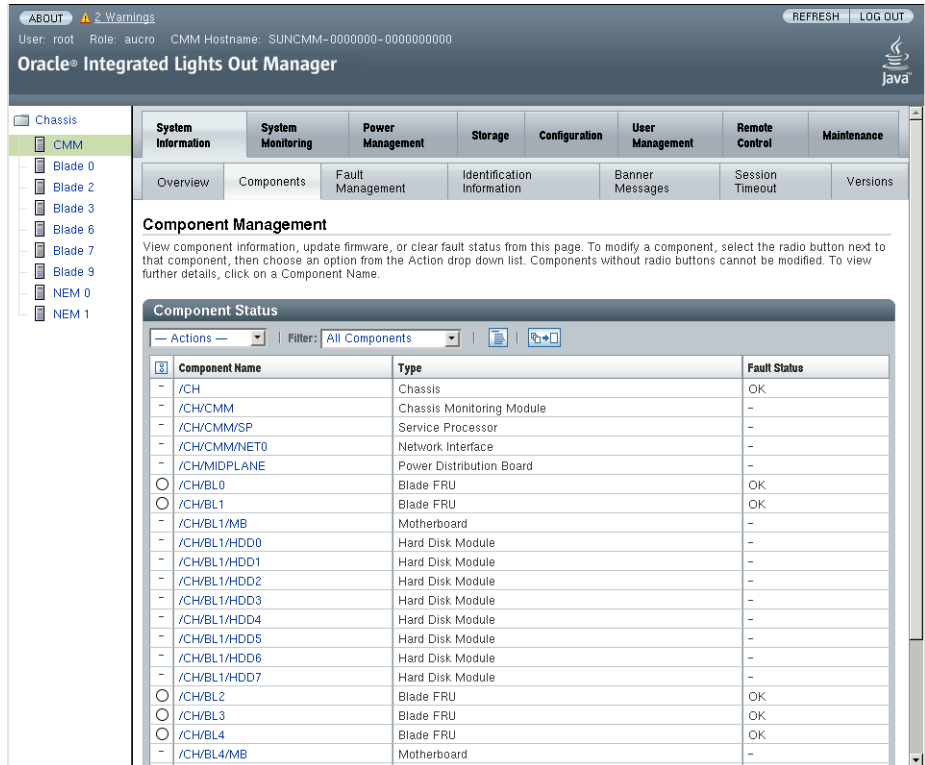 ABOUT 2 Warnings REFRESH LOG OUT
User: root Role: aucro CMM Hostname: SUNCMM-0000000-0000000000
Oracle® Integrated Lights Out Manager
Java™
Chassis
CMM
Blade 0
Blade 2
Blade 3
Blade 6
Blade 7
Blade 9
NEM 0
NEM 1
System Information System Monitoring Power Management Storage Configuration User Management Remote Control Maintenance
Overview Components Fault Management Identification Information Banner Messages Session Timeout Versions
Component Management
View component information, update firmware, or clear fault status from this page. To modify a component, select the radio button next to
that component, then choose an option from the Action drop down list. Components without radio buttons cannot be modified. To view
further details, click on a Component Name.
Component Status
— Actions — Filter: All Components
Component Name Type Fault Status
– /CH Chassis OK
– /CH/CMM Chassis Monitoring Module –
– /CH/CMM/SP Service Processor –
– /CH/CMM/NET0 Network Interface –
– /CH/MIDPLANE Power Distribution Board –
/CH/BL0 Blade FRU OK
/CH/BL1 Blade FRU OK
– /CH/BL1/MB Motherboard –
– /CH/BL1/HDD0 Hard Disk Module –
– /CH/BL1/HDD1 Hard Disk Module –
– /CH/BL1/HDD2 Hard Disk Module –
– /CH/BL1/HDD3 Hard Disk Module –
– /CH/BL1/HDD4 Hard Disk Module –
– /CH/BL1/HDD5 Hard Disk Module –
– /CH/BL1/HDD6 Hard Disk Module –
– /CH/BL1/HDD7 Hard Disk Module –
/CH/BL2 Blade FRU OK
/CH/BL3 Blade FRU OK
/CH/BL4 Blade FRU OK
– /CH/BL4/MB Motherboard –